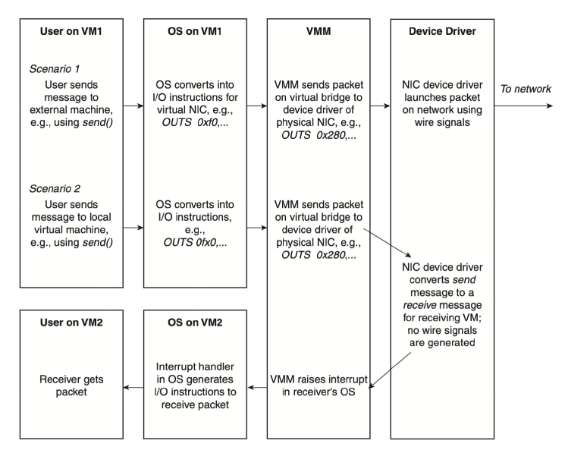 User on VM1
OS on VM1
VMM
Device Driver
Scenario 1
User sends
message to
external machine,
e.g., using send()
OS converts into
I/O instructions for
virtual NIC, e.g.,
OUTS 0xf0,...
VMM sends packet
on virtual bridge to
device driver of
physical NIC, e.g.,
OUTS 0x280,...
NIC device driver
launches packet
on network using
wire signals
To network
Scenario 2
User sends
message to local
virtual machine,
e.g., using send()
OS converts into
I/O instructions,
e.g.,
OUTS 0fx0,...
VMM sends packet
on virtual bridge to
device driver of
physical NIC, e.g.,
OUTS 0x280,...
NIC device driver
converts send
message to a
receive message
for receiving VM;
no wire signals
are generated
User on VM2
OS on VM2
Receiver gets
packet
Interrupt handler
in OS generates
I/O instructions to
receive packet
VMM raises interrupt
in receiver's OS